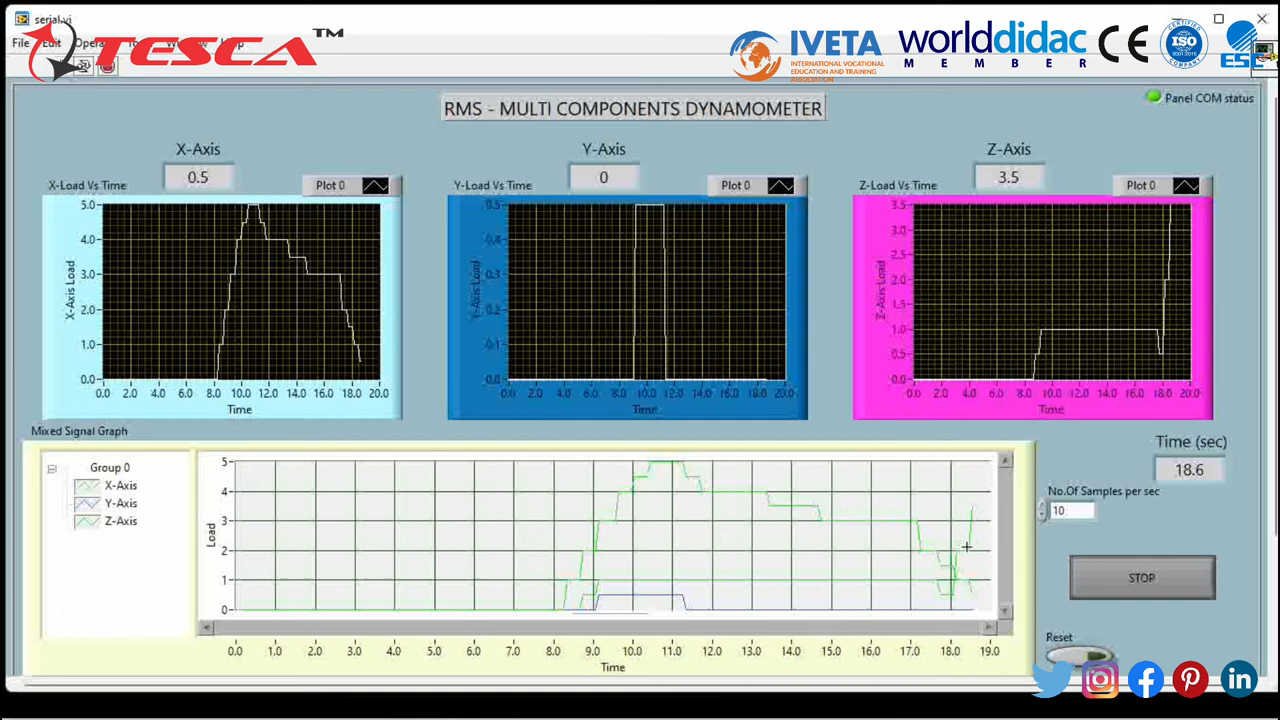 serial.vi
File Edit
TESCA™
IVETA
INTERNATIONAL VOCATIONAL
EDUCATION AND TRAINING
ASSOCIATION
worlddidac
MEMBER
CE
CERTIFIED
ISO
9001:2015
COMPANY
ESC
RMS - MULTI COMPONENTS DYNAMOMETER
Panel COM status
X-Axis
0.5
X-Load Vs Time
Plot 0
5.0
4.0
3.0
2.0
1.0
0.0
X-Axis Load
0.0 2.0 4.0 6.0 8.0 10.0 12.0 14.0 16.0 18.0 20.0
Time
Y-Axis
0
Y-Load Vs Time
Plot 0
0.5
0.4
0.3
0.2
0.1
0.0
Y-Axis Load
0.0 2.0 4.0 6.0 8.0 10.0 12.0 14.0 16.0 18.0 20.0
Time
Z-Axis
3.5
Z-Load Vs Time
Plot 0
3.5
3.0
2.5
2.0
1.5
1.0
0.5
0.0
Z-Axis Load
0.0 2.0 4.0 6.0 8.0 10.0 12.0 14.0 16.0 18.0 20.0
Time
Mixed Signal Graph
Group 0
X-Axis
Y-Axis
Z-Axis
5
4
3
2
1
0
Load
0.0 1.0 2.0 3.0 4.0 5.0 6.0 7.0 8.0 9.0 10.0 11.0 12.0 13.0 14.0 15.0 16.0 17.0 18.0 19.0
Time
Time (sec)
18.6
No.Of Samples per sec
10
STOP
Reset